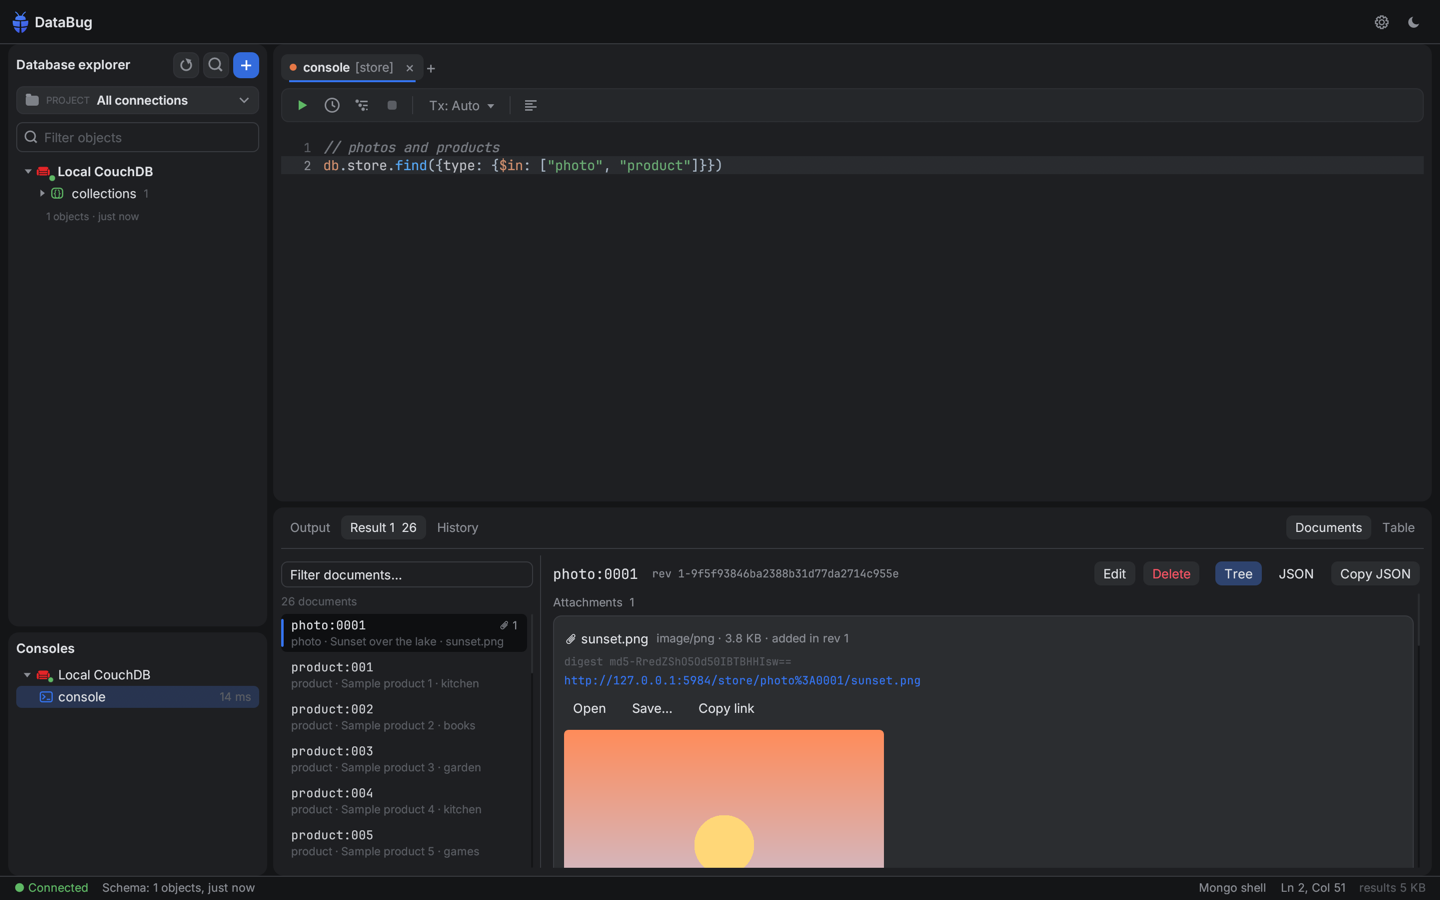 DataBug
Database explorer
PROJECT All connections
Filter objects
Local CouchDB
collections 1
1 objects · just now
Consoles
Local CouchDB
console 14 ms
console [store] × +
Tx: Auto
1 // photos and products
2 db.store.find({type: {$in: ["photo", "product"]}})
Output Result 1 26 History
Documents Table
Filter documents...
26 documents
photo:0001 1
photo · Sunset over the lake · sunset.png
product:001
product · Sample product 1 · kitchen
product:002
product · Sample product 2 · books
product:003
product · Sample product 3 · garden
product:004
product · Sample product 4 · kitchen
product:005
product · Sample product 5 · games
photo:0001 rev 1-9f5f93846ba2388b31d77da2714c955e
Edit Delete Tree JSON Copy JSON
Attachments 1
sunset.png image/png · 3.8 KB · added in rev 1
http://127.0.0.1:5984/store/photo%3A0001/sunset.png
Open Save... Copy link
Connected Schema: 1 objects, just now
Mongo shell Ln 2, Col 51 results 5 KB